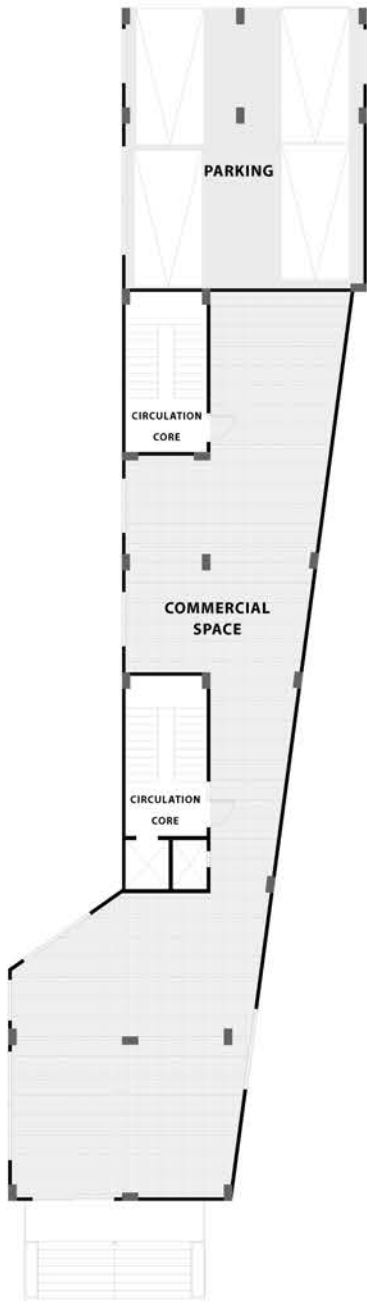 PARKING
CIRCULATION
CORE
COMMERCIAL
SPACE
CIRCULATION
CORE